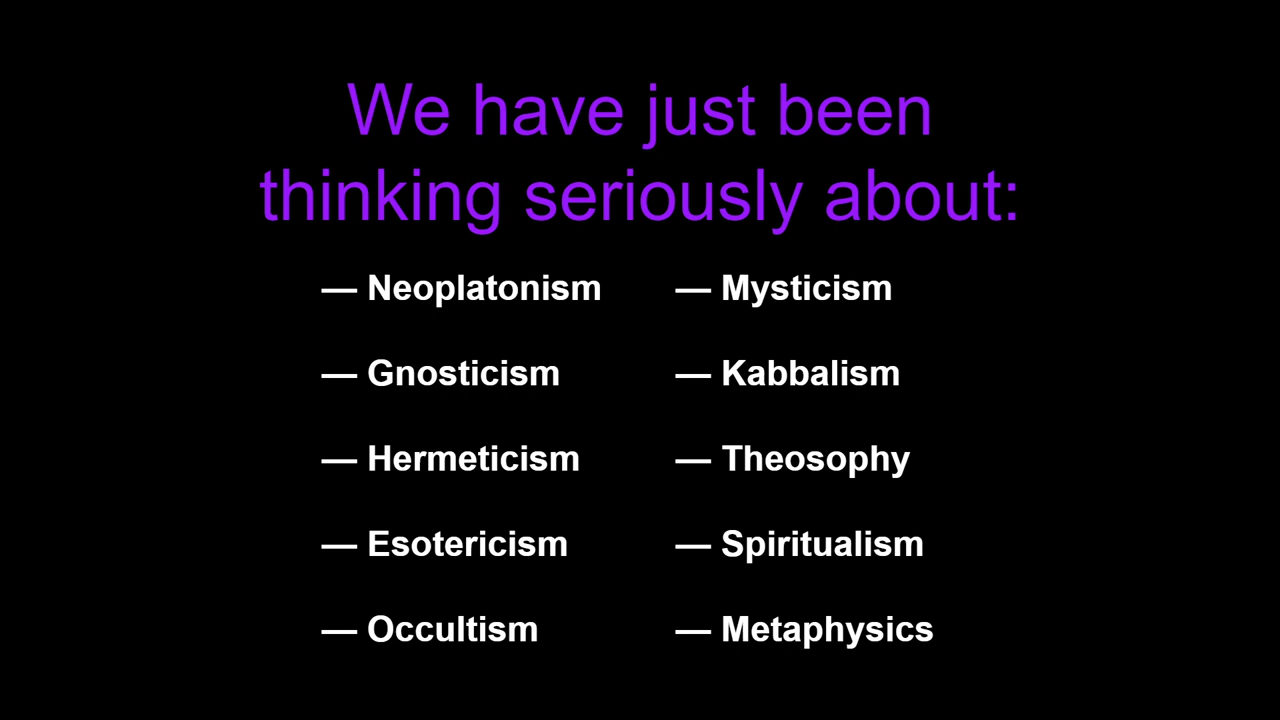 We have just been
thinking seriously about:
— Neoplatonism
— Gnosticism
— Hermeticism
— Esotericism
— Occultism
— Mysticism
— Kabbalism
— Theosophy
— Spiritualism
— Metaphysics